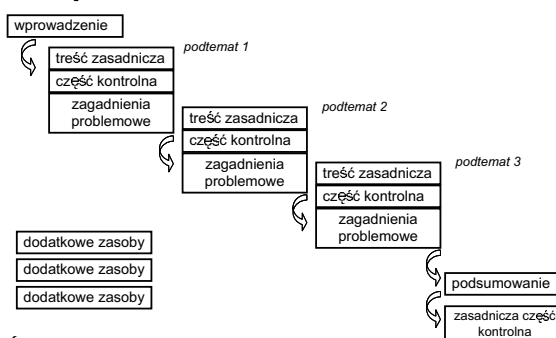 wprowadzenie
podtemat 1
treść zasadnicza
część kontrolna
zagadnienia
problemowe
podtemat 2
treść zasadnicza
część kontrolna
zagadnienia
problemowe
podtemat 3
treść zasadnicza
część kontrolna
zagadnienia
problemowe
dodatkowe zasoby
dodatkowe zasoby
dodatkowe zasoby
podsumowanie
zasadnicza część
kontrolna